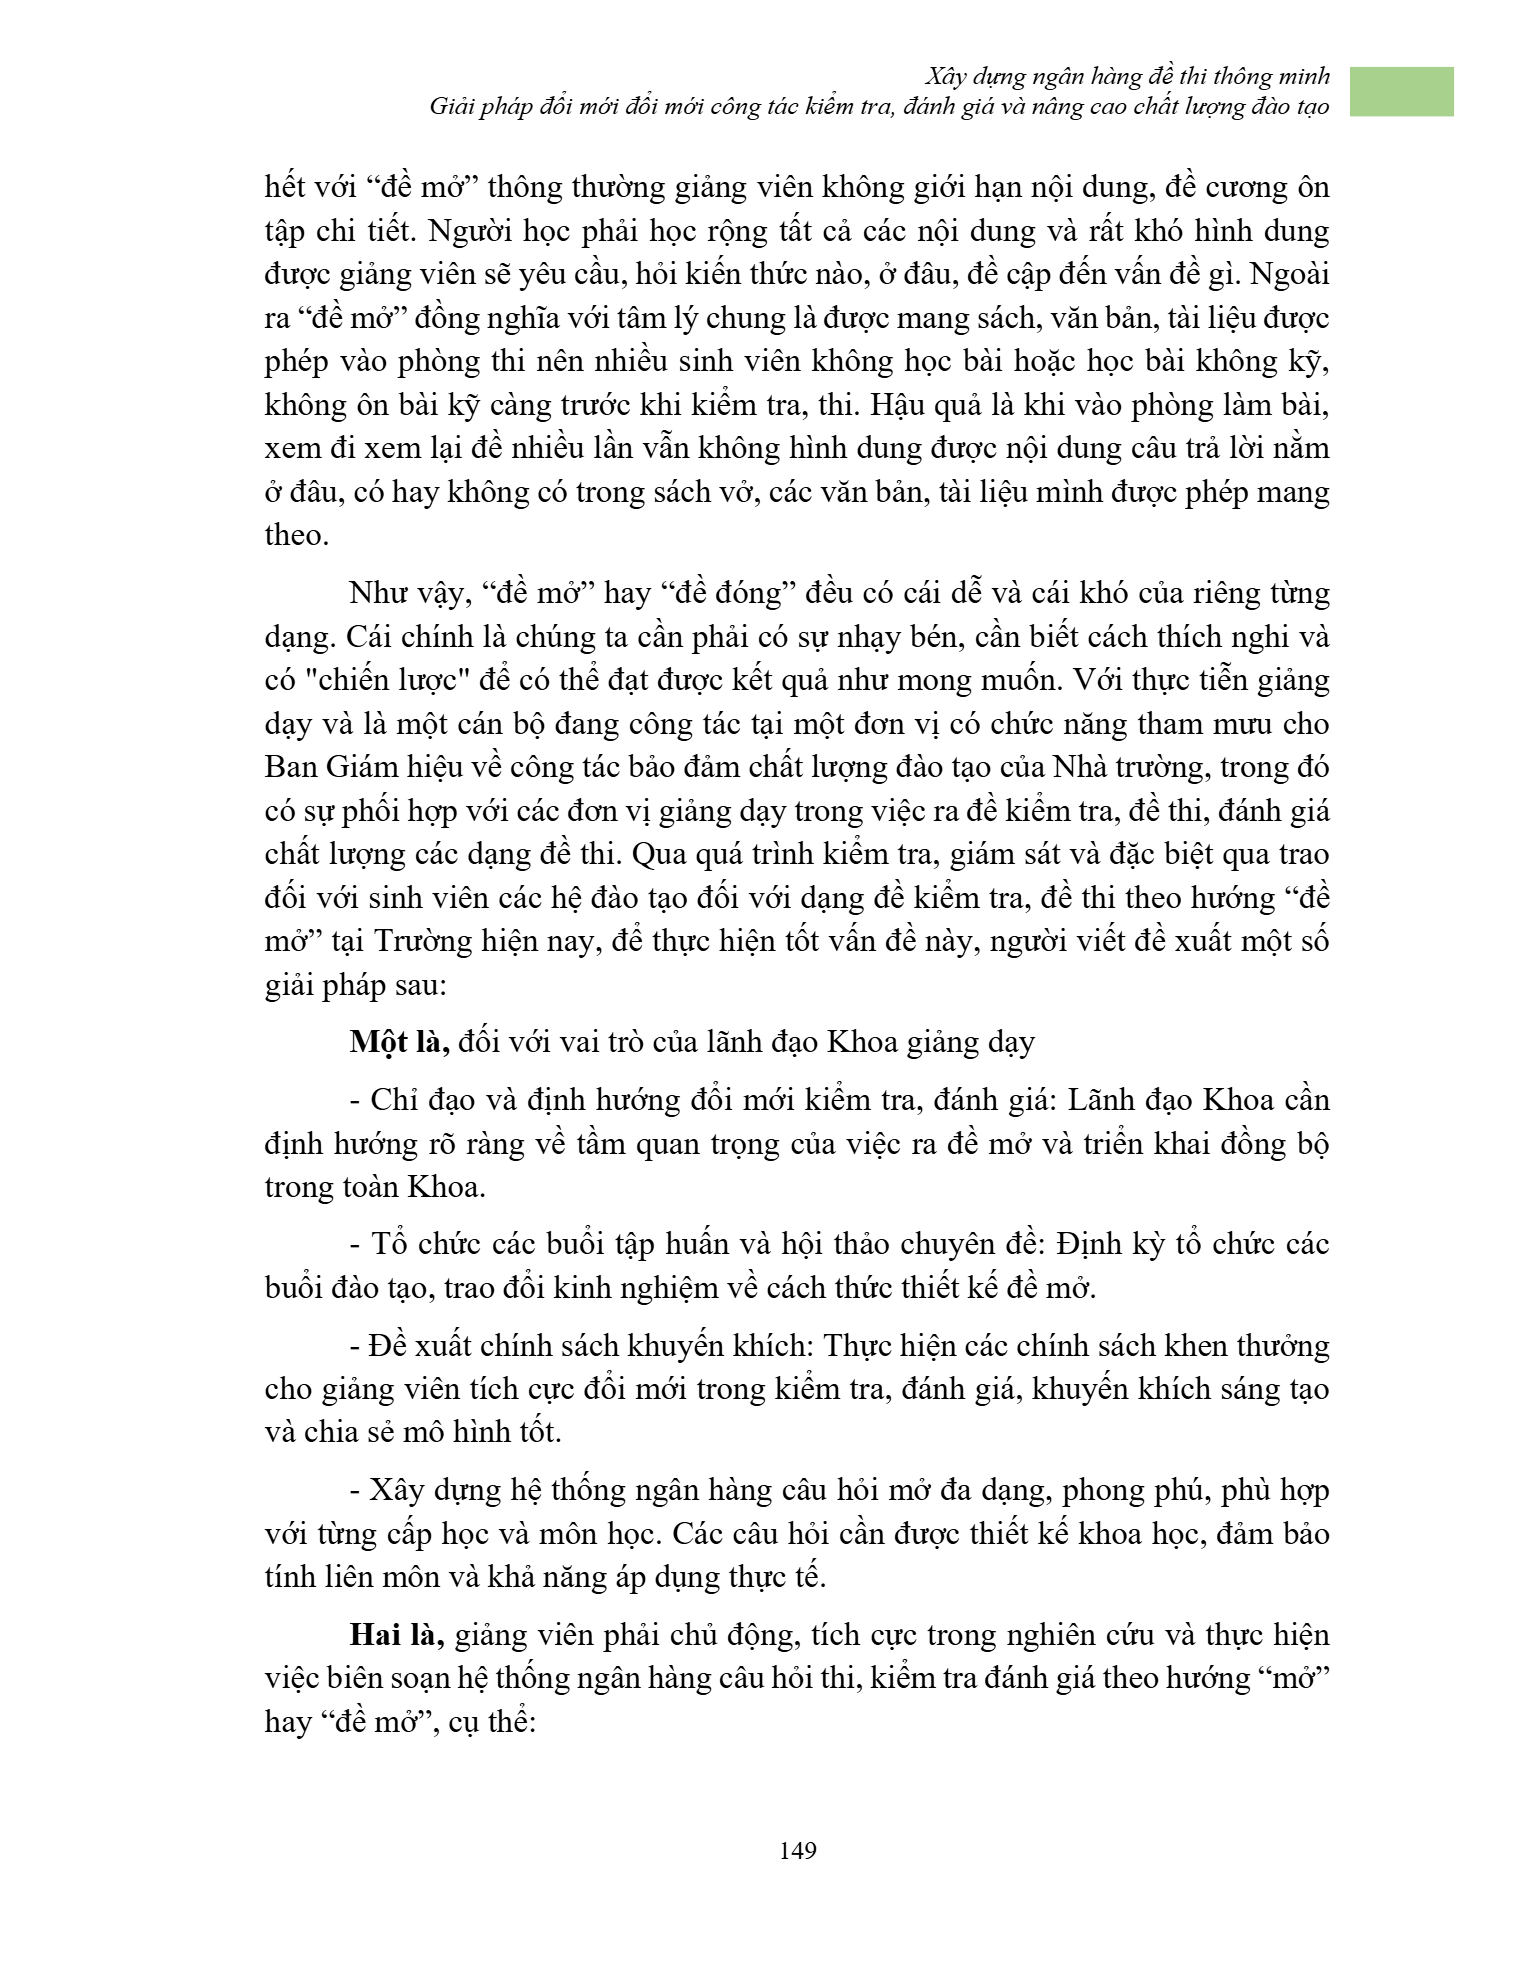 Xây dựng ngân hàng đề thi thông minh
Giải pháp đổi mới đổi mới công tác kiểm tra, đánh giá và nâng cao chất lượng đào tạo
hết với “đề mở” thông thường giảng viên không giới hạn nội dung, đề cương ôn
tập chi tiết. Người học phải học rộng tất cả các nội dung và rất khó hình dung
được giảng viên sẽ yêu cầu, hỏi kiến thức nào, ở đâu, đề cập đến vấn đề gì. Ngoài
ra “đề mở” đồng nghĩa với tâm lý chung là được mang sách, văn bản, tài liệu được
phép vào phòng thi nên nhiều sinh viên không học bài hoặc học bài không kỹ,
không ôn bài kỹ càng trước khi kiểm tra, thi. Hậu quả là khi vào phòng làm bài,
xem đi xem lại đề nhiều lần vẫn không hình dung được nội dung câu trả lời nằm
ở đâu, có hay không có trong sách vở, các văn bản, tài liệu mình được phép mang
theo.
Như vậy, “đề mở” hay “đề đóng” đều có cái dễ và cái khó của riêng từng
dạng. Cái chính là chúng ta cần phải có sự nhạy bén, cần biết cách thích nghi và
có "chiến lược" để có thể đạt được kết quả như mong muốn. Với thực tiễn giảng
dạy và là một cán bộ đang công tác tại một đơn vị có chức năng tham mưu cho
Ban Giám hiệu về công tác bảo đảm chất lượng đào tạo của Nhà trường, trong đó
có sự phối hợp với các đơn vị giảng dạy trong việc ra đề kiểm tra, đề thi, đánh giá
chất lượng các dạng đề thi. Qua quá trình kiểm tra, giám sát và đặc biệt qua trao
đối với sinh viên các hệ đào tạo đối với dạng đề kiểm tra, đề thi theo hướng “đề
mở” tại Trường hiện nay, để thực hiện tốt vấn đề này, người viết đề xuất một số
giải pháp sau:
Một là, đối với vai trò của lãnh đạo Khoa giảng dạy
- Chỉ đạo và định hướng đổi mới kiểm tra, đánh giá: Lãnh đạo Khoa cần
định hướng rõ ràng về tầm quan trọng của việc ra đề mở và triển khai đồng bộ
trong toàn Khoa.
- Tổ chức các buổi tập huấn và hội thảo chuyên đề: Định kỳ tổ chức các
buổi đào tạo, trao đổi kinh nghiệm về cách thức thiết kế đề mở.
- Đề xuất chính sách khuyến khích: Thực hiện các chính sách khen thưởng
cho giảng viên tích cực đổi mới trong kiểm tra, đánh giá, khuyến khích sáng tạo
và chia sẻ mô hình tốt.
- Xây dựng hệ thống ngân hàng câu hỏi mở đa dạng, phong phú, phù hợp
với từng cấp học và môn học. Các câu hỏi cần được thiết kế khoa học, đảm bảo
tính liên môn và khả năng áp dụng thực tế.
Hai là, giảng viên phải chủ động, tích cực trong nghiên cứu và thực hiện
việc biên soạn hệ thống ngân hàng câu hỏi thi, kiểm tra đánh giá theo hướng “mở”
hay “đề mở”, cụ thể:
149